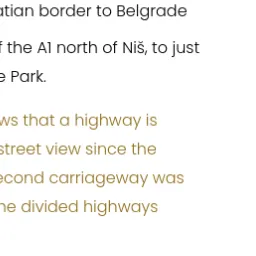 atian border to Belgrade
f the A1 north of Niš, to just
e Park.
ws that a highway is
street view since the
econd carriageway was
he divided highways